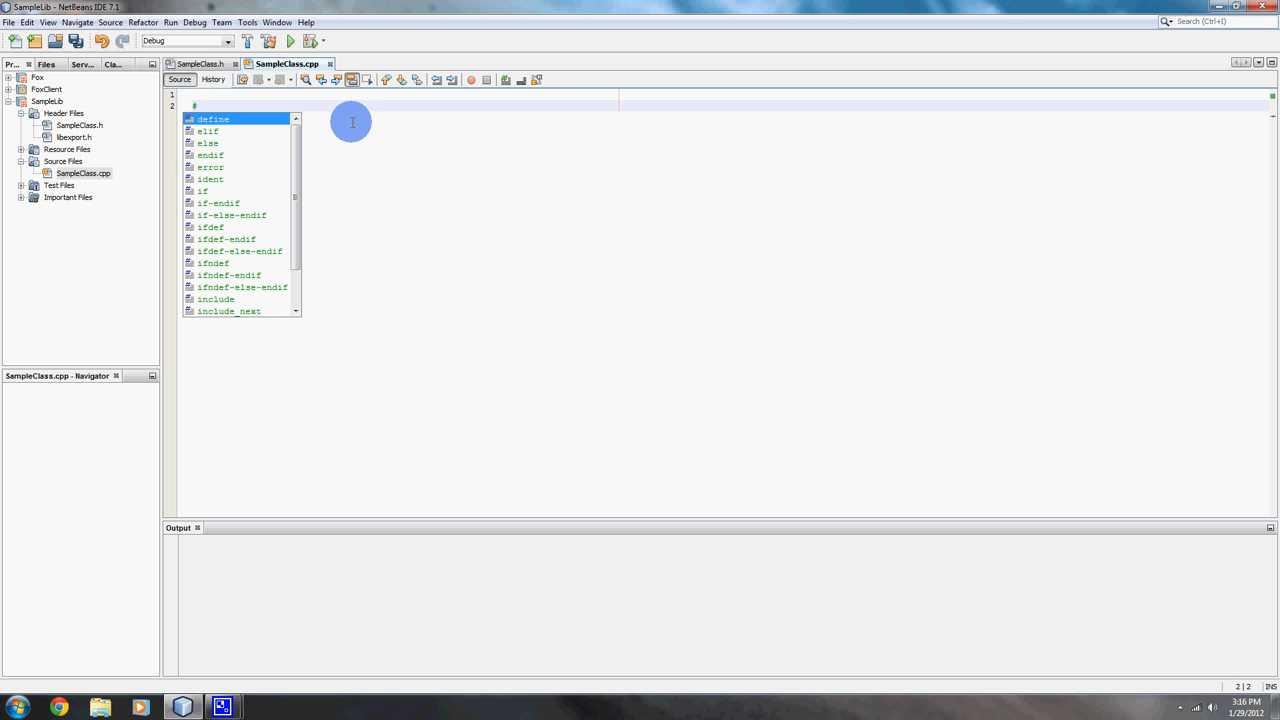 SampleLib - NetBeans IDE 7.1
File Edit View Navigate Source Refactor Run Debug Team Tools Window Help
Search (Ctrl+I)
Debug
Pr... Files Serv... Cla...
SampleClass.h SampleClass.cpp
Fox
FoxClient
SampleLib
Header Files
SampleClass.h
libexport.h
Resource Files
Source Files
SampleClass.cpp
Test Files
Important Files
Source History
1
2 #
define
elif
else
endif
error
ident
if
if-endif
if-else-endif
ifdef
ifdef-endif
ifdef-else-endif
ifndef
ifndef-endif
ifndef-else-endif
include
include_next
SampleClass.cpp - Navigator
Output
2 | 2 INS
3:16 PM
1/29/2012